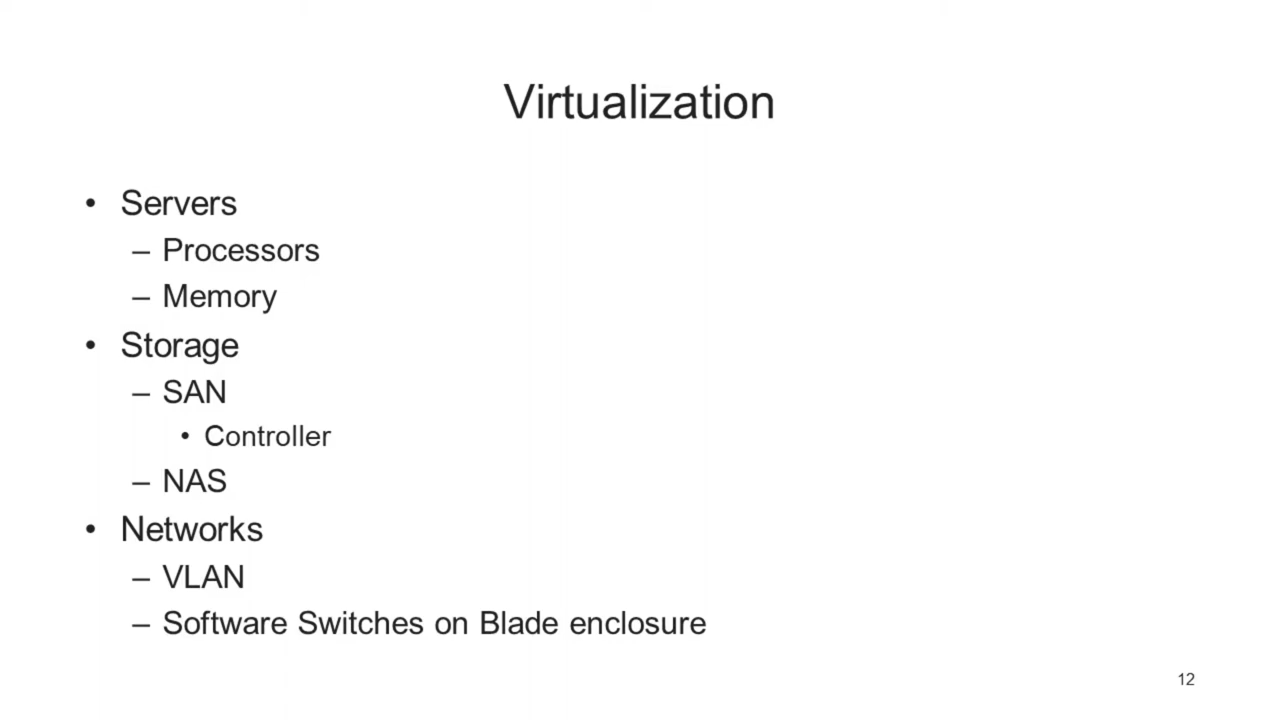 Virtualization
• Servers
– Processors
– Memory
• Storage
– SAN
• Controller
– NAS
• Networks
– VLAN
– Software Switches on Blade enclosure
12